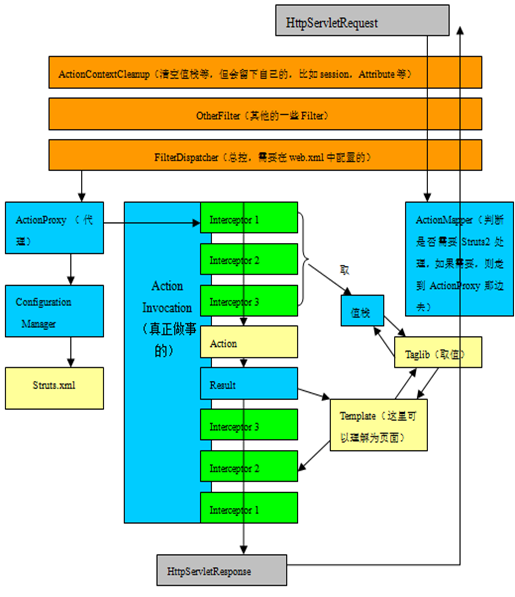 HttpServletRequest
ActionContextCleanup（清空值栈等，但会留下自己的，比如 session，Attribute 等）
OtherFilter（其他的一些 Filter）
FilterDispatcher（总控，需要在 web.xml 中配置的）
ActionProxy （ 代
理）
Configuration
Manager
Struts.xml
Action
Invocation
（真正做事
的）
Interceptor 1
Interceptor 2
Interceptor 3
Action
Result
Interceptor 3
Interceptor 2
Interceptor 1
取
值栈
ActionMapper（判断
是否需要 Struts2 处
理，如果需要，则走
到 ActionProxy 那边
去）
Taglib（取值）
Template（这里可
以理解为页面）
HttpServletResponse